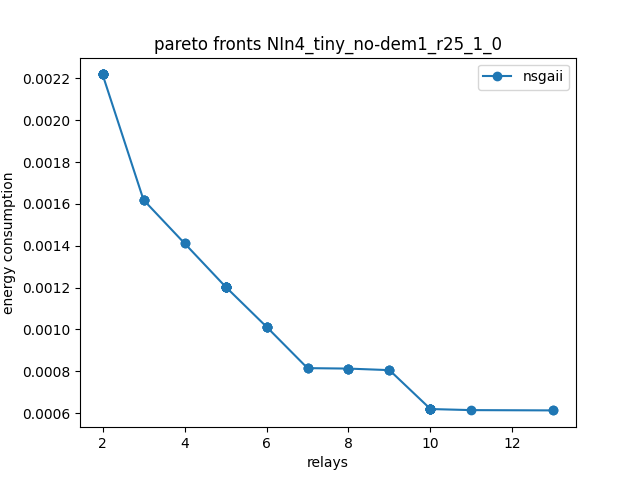 pareto fronts NIn4_tiny_no-dem1_r25_1_0
nsgaii
energy consumption
0.0022
0.0020
0.0018
0.0016
0.0014
0.0012
0.0010
0.0008
0.0006
2 4 6 8 10 12
relays